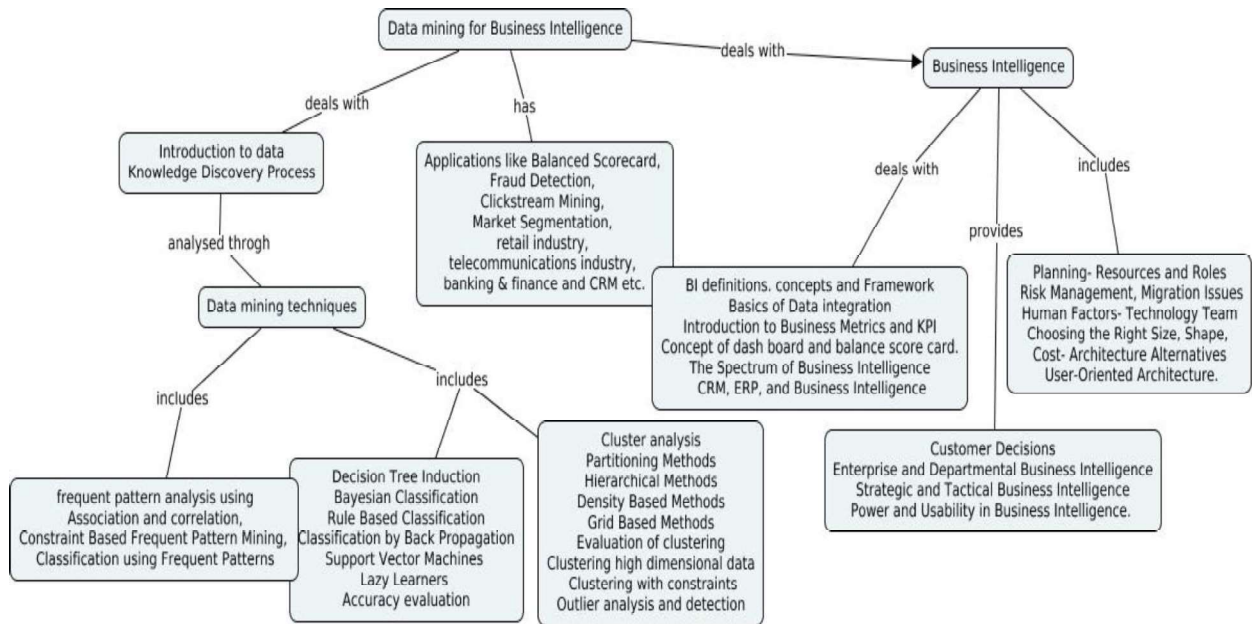 Data mining for Business Intelligence
deals with
Business Intelligence
deals with
has
Introduction to data
Knowledge Discovery Process
Applications like Balanced Scorecard,
Fraud Detection,
Clickstream Mining,
Market Segmentation,
retail industry,
telecommunications industry,
banking & finance and CRM etc.
deals with
includes
provides
analysed throgh
Data mining techniques
BI definitions. concepts and Framework
Basics of Data integration
Introduction to Business Metrics and KPI
Concept of dash board and balance score card.
The Spectrum of Business Intelligence
CRM, ERP, and Business Intelligence
Planning- Resources and Roles
Risk Management, Migration Issues
Human Factors- Technology Team
Choosing the Right Size, Shape,
Cost- Architecture Alternatives
User-Oriented Architecture.
includes
includes
frequent pattern analysis using
Association and correlation,
Constraint Based Frequent Pattern Mining,
Classification using Frequent Patterns
Decision Tree Induction
Bayesian Classification
Rule Based Classification
Classification by Back Propagation
Support Vector Machines
Lazy Learners
Accuracy evaluation
Cluster analysis
Partitioning Methods
Hierarchical Methods
Density Based Methods
Grid Based Methods
Evaluation of clustering
Clustering high dimensional data
Clustering with constraints
Outlier analysis and detection
Customer Decisions
Enterprise and Departmental Business Intelligence
Strategic and Tactical Business Intelligence
Power and Usability in Business Intelligence.